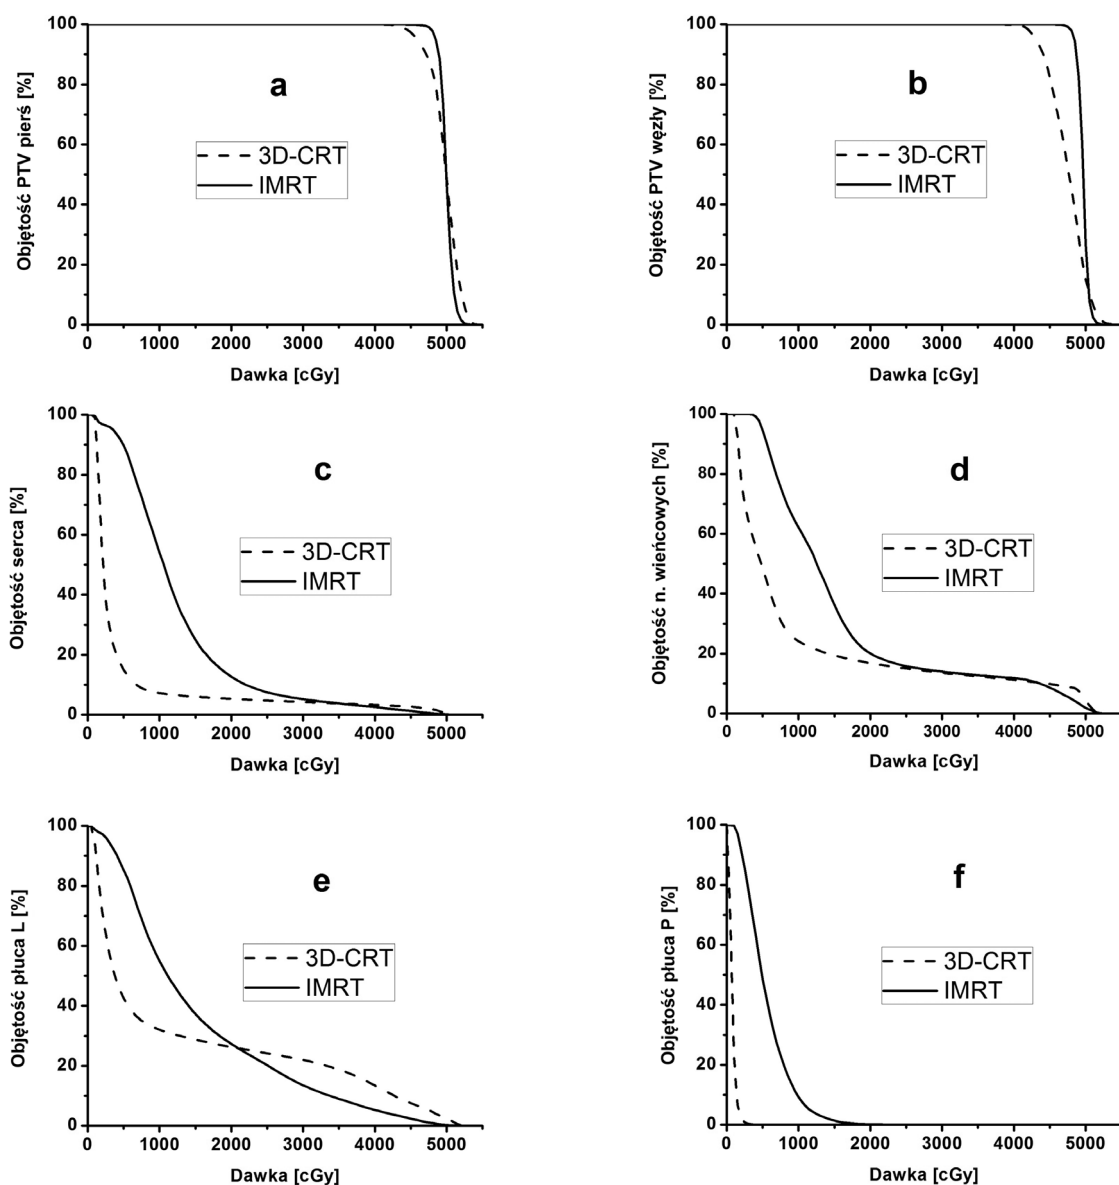 a
Objętość PTV pierś [%]
100
80
60
40
20
0
3D-CRT
IMRT
0 1000 2000 3000 4000 5000
Dawka [cGy]
b
Objętość PTV węzły [%]
100
80
60
40
20
0
3D-CRT
IMRT
0 1000 2000 3000 4000 5000
Dawka [cGy]
c
Objętość serca [%]
100
80
60
40
20
0
3D-CRT
IMRT
0 1000 2000 3000 4000 5000
Dawka [cGy]
d
Objętość n. wieńcowych [%]
100
80
60
40
20
0
3D-CRT
IMRT
0 1000 2000 3000 4000 5000
Dawka [cGy]
e
Objętość płuca L [%]
100
80
60
40
20
0
3D-CRT
IMRT
0 1000 2000 3000 4000 5000
Dawka [cGy]
f
Objętość płuca P [%]
100
80
60
40
20
0
3D-CRT
IMRT
0 1000 2000 3000 4000 5000
Dawka [cGy]